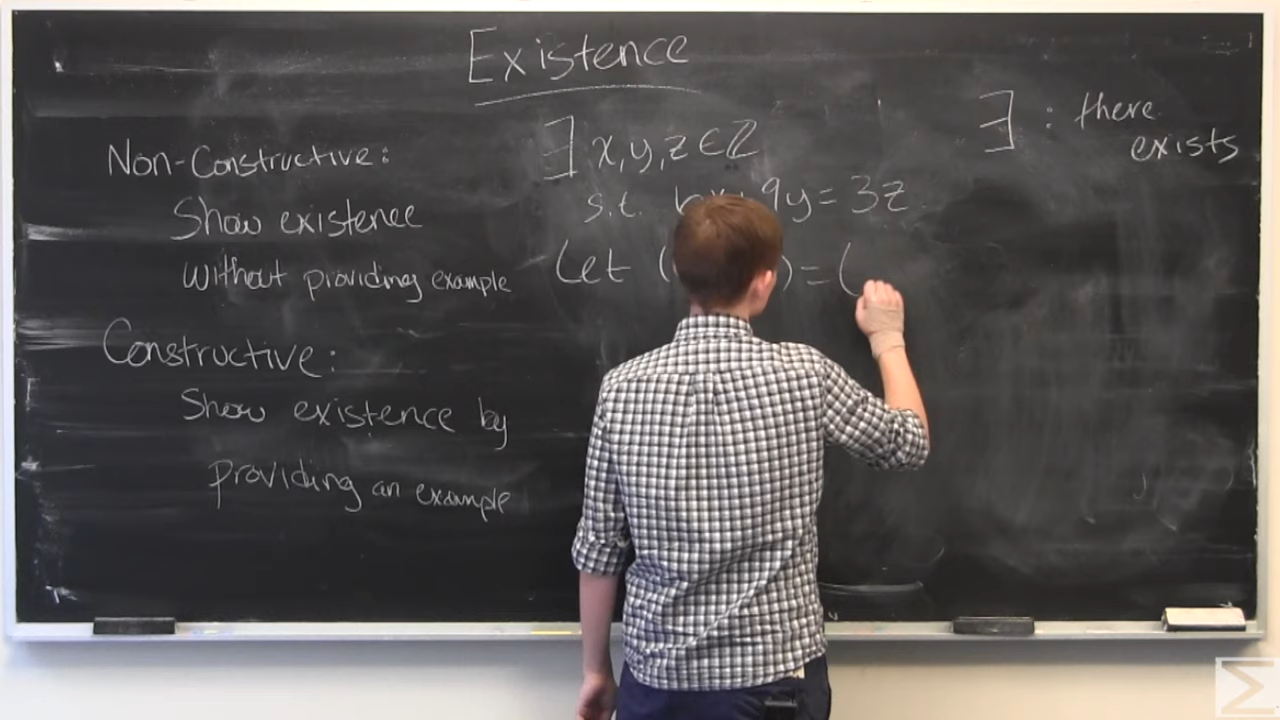 Existence
Non-Constructive:
Show existence
without providing example
Constructive:
Show existence by
providing an example
∃ x,y,z ∈ ℤ
s.t. 9y = 3z
Let ( ) = (
∃ : there
exists
Σ